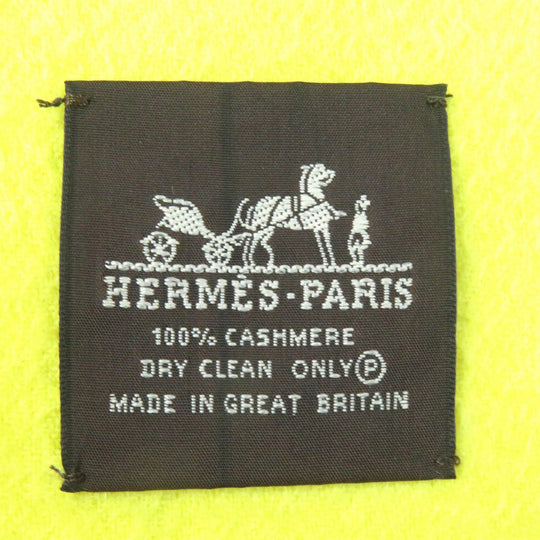 HERMÈS-PARIS
100% CASHMERE
DRY CLEAN ONLY Ⓟ
MADE IN GREAT BRITAIN